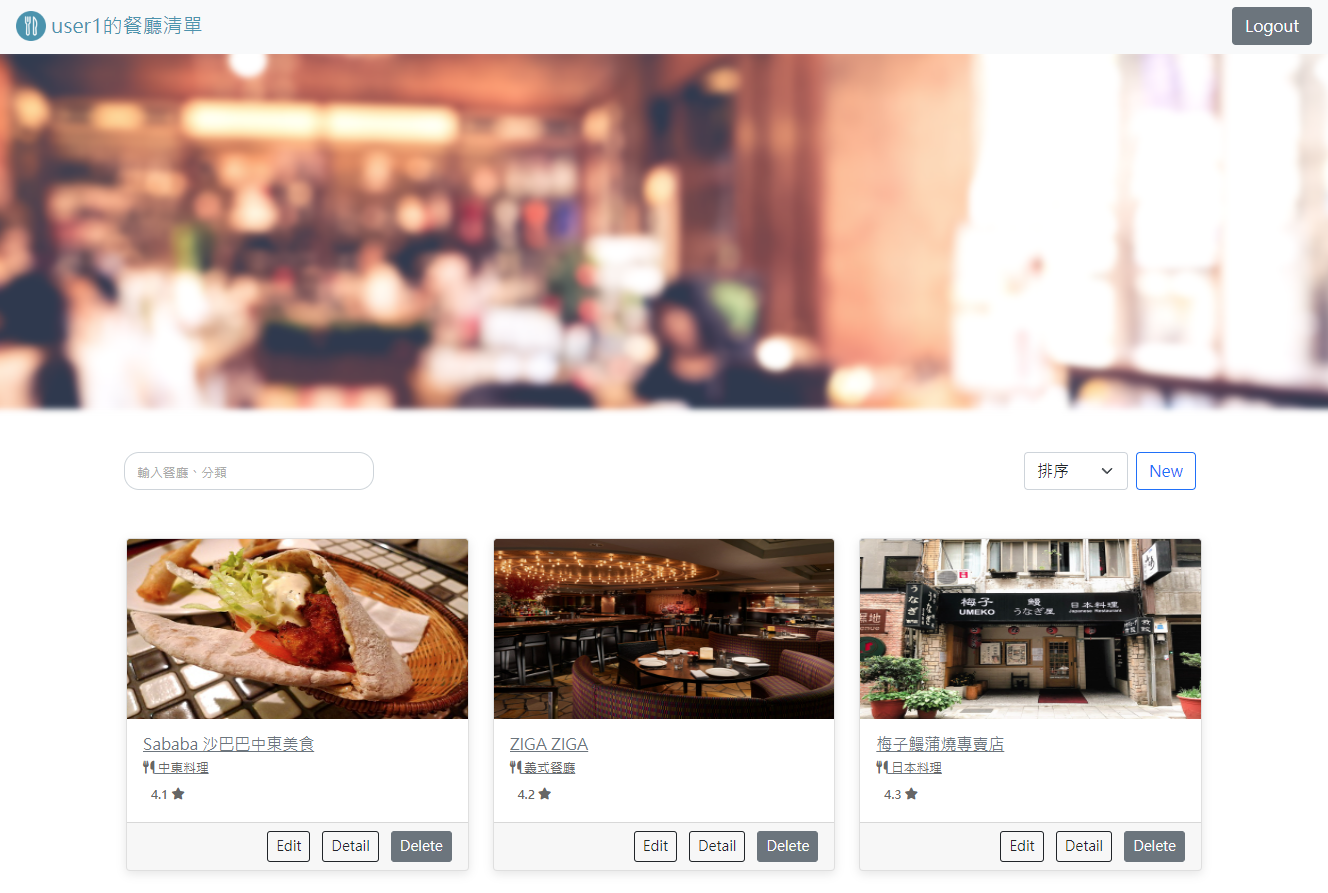 user1的餐廳清單
Logout
輸入餐廳、分類
排序
New
梅子 鰻 日本料理
UMEKO うなぎ屋 Japanese Restaurant
うなぎ
Sababa 沙巴巴中東美食
中東料理
4.1
Edit Detail Delete
ZIGA ZIGA
義式餐廳
4.2
Edit Detail Delete
梅子鰻蒲燒專賣店
日本料理
4.3
Edit Detail Delete